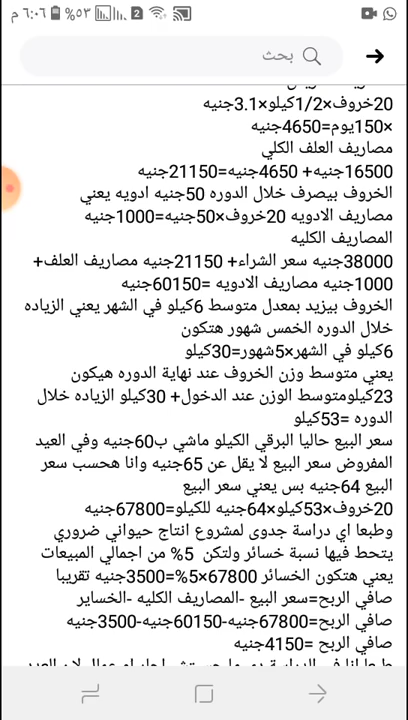 ٦:٠٦ م ٥٣% 2
بحث
20خروف×1/2كيلو×3.1جنيه
×150يوم=4650جنيه
مصاريف العلف الكلي
16500جنيه+ 4650جنيه=21150جنيه
الخروف بيصرف خلال الدوره 50جنيه ادويه يعني
مصاريف الادويه 20خروف×50جنيه=1000جنيه
المصاريف الكليه
38000جنيه سعر الشراء+ 21150جنيه مصاريف العلف+
1000جنيه مصاريف الادويه =60150جنيه
الخروف بيزيد بمعدل متوسط 6كيلو في الشهر يعني الزياده
خلال الدوره الخمس شهور هتكون
6كيلو في الشهر×5شهور=30كيلو
يعني متوسط وزن الخروف عند نهاية الدوره هيكون
23كيلومتوسط الوزن عند الدخول+ 30كيلو الزياده خلال
الدوره =53كيلو
سعر البيع حاليا البرقي الكيلو ماشي ب60جنيه وفي العيد
المفروض سعر البيع لا يقل عن 65جنيه وانا هحسب سعر
البيع 64جنيه بس يعني سعر البيع
20خروف×53كيلو×64جنيه للكيلو=67800جنيه
وطبعا اي دراسة جدوى لمشروع انتاج حيواني ضروري
يتحط فيها نسبة خسائر ولتكن 5% من اجمالي المبيعات
يعني هتكون الخسائر 67800×5%=3500جنيه تقريبا
صافي الربح=سعر البيع -المصاريف الكليه -الخساير
صافي الربح=67800جنيه-60150جنيه-3500جنيه
صافي الربح =4150جنيه